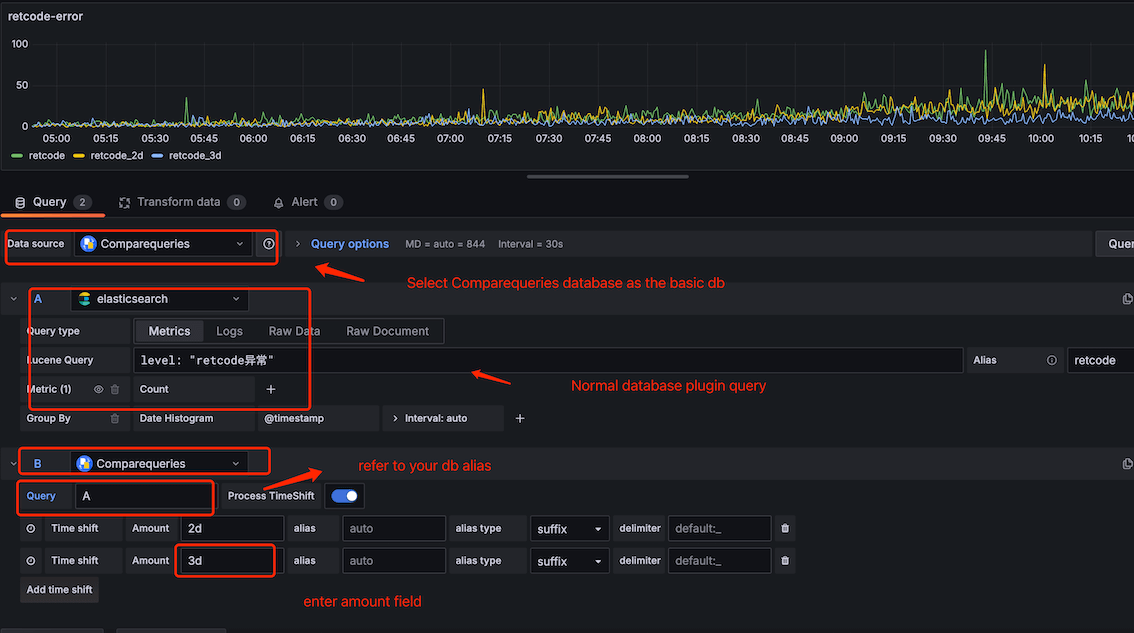 retcode-error
100
50
0
05:00 05:15 05:30 05:45 06:00 06:15 06:30 06:45 07:00 07:15 07:30 07:45 08:00 08:15 08:30 08:45 09:00 09:15 09:30 09:45 10:00 10:15
retcode retcode_2d retcode_3d
Query 2 Transform data 0 Alert 0
Data source Comparequeries Query options MD = auto = 844 Interval = 30s
Select Comparequeries database as the basic db
A elasticsearch
Query type Metrics Logs Raw Data Raw Document
Lucene Query level: "retcode异常" Alias retcode
Metric (1) Count +
Normal database plugin query
Group By Date Histogram @timestamp > Interval: auto +
B Comparequeries
refer to your db alias
Query A Process TimeShift
Time shift Amount 2d alias auto alias type suffix delimiter default:_
Time shift Amount 3d alias auto alias type suffix delimiter default:_
Add time shift
enter amount field